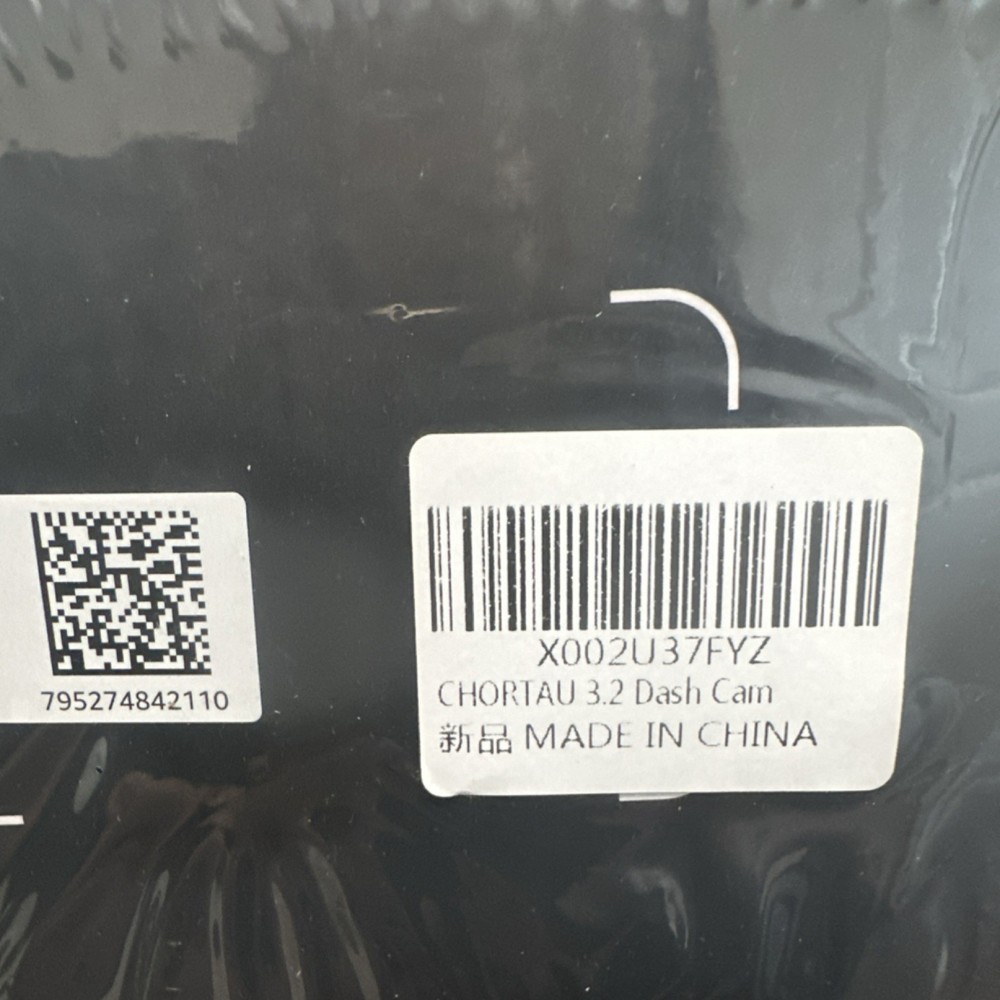 795274842110
X002U37FYZ
CHORTAU 3.2 Dash Cam
新品 MADE IN CHINA